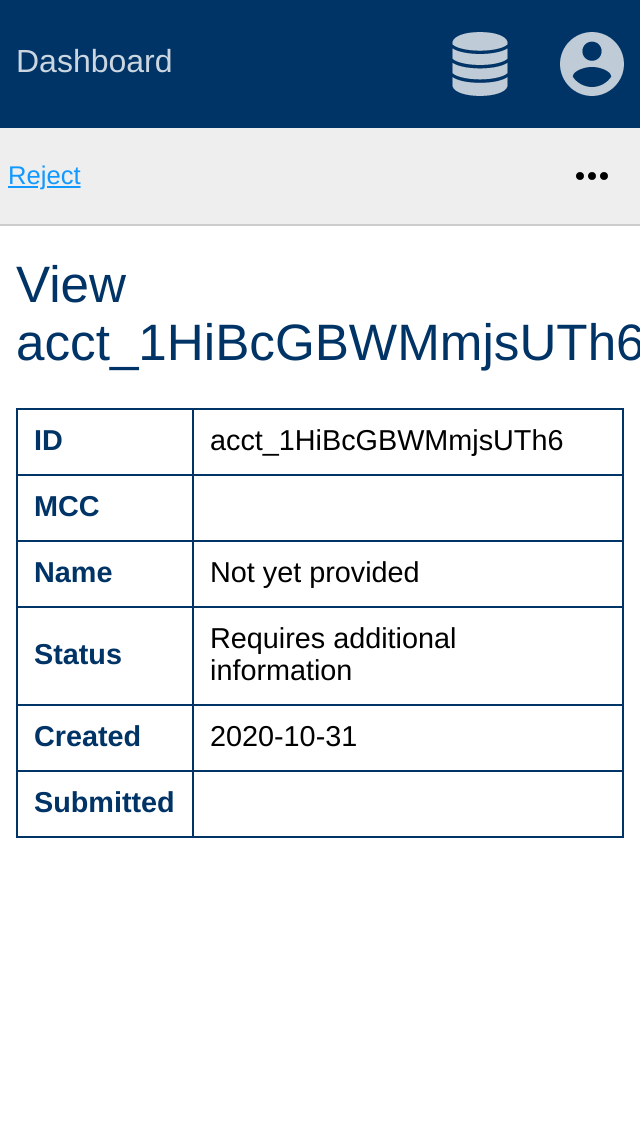 Dashboard
Reject
View
acct_1HiBcGBWMmjsUTh6
ID acct_1HiBcGBWMmjsUTh6
MCC
Name Not yet provided
Status Requires additional
information
Created 2020-10-31
Submitted